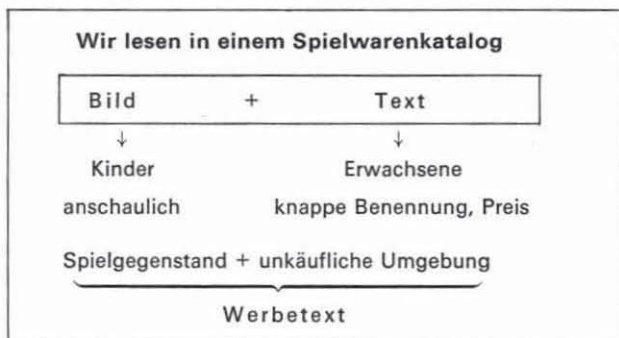 Wir lesen in einem Spielwarenkatalog
Bild + Text
↓ ↓
Kinder Erwachsene
anschaulich knappe Benennung, Preis
Spielgegenstand + unkäufliche Umgebung
Werbetext